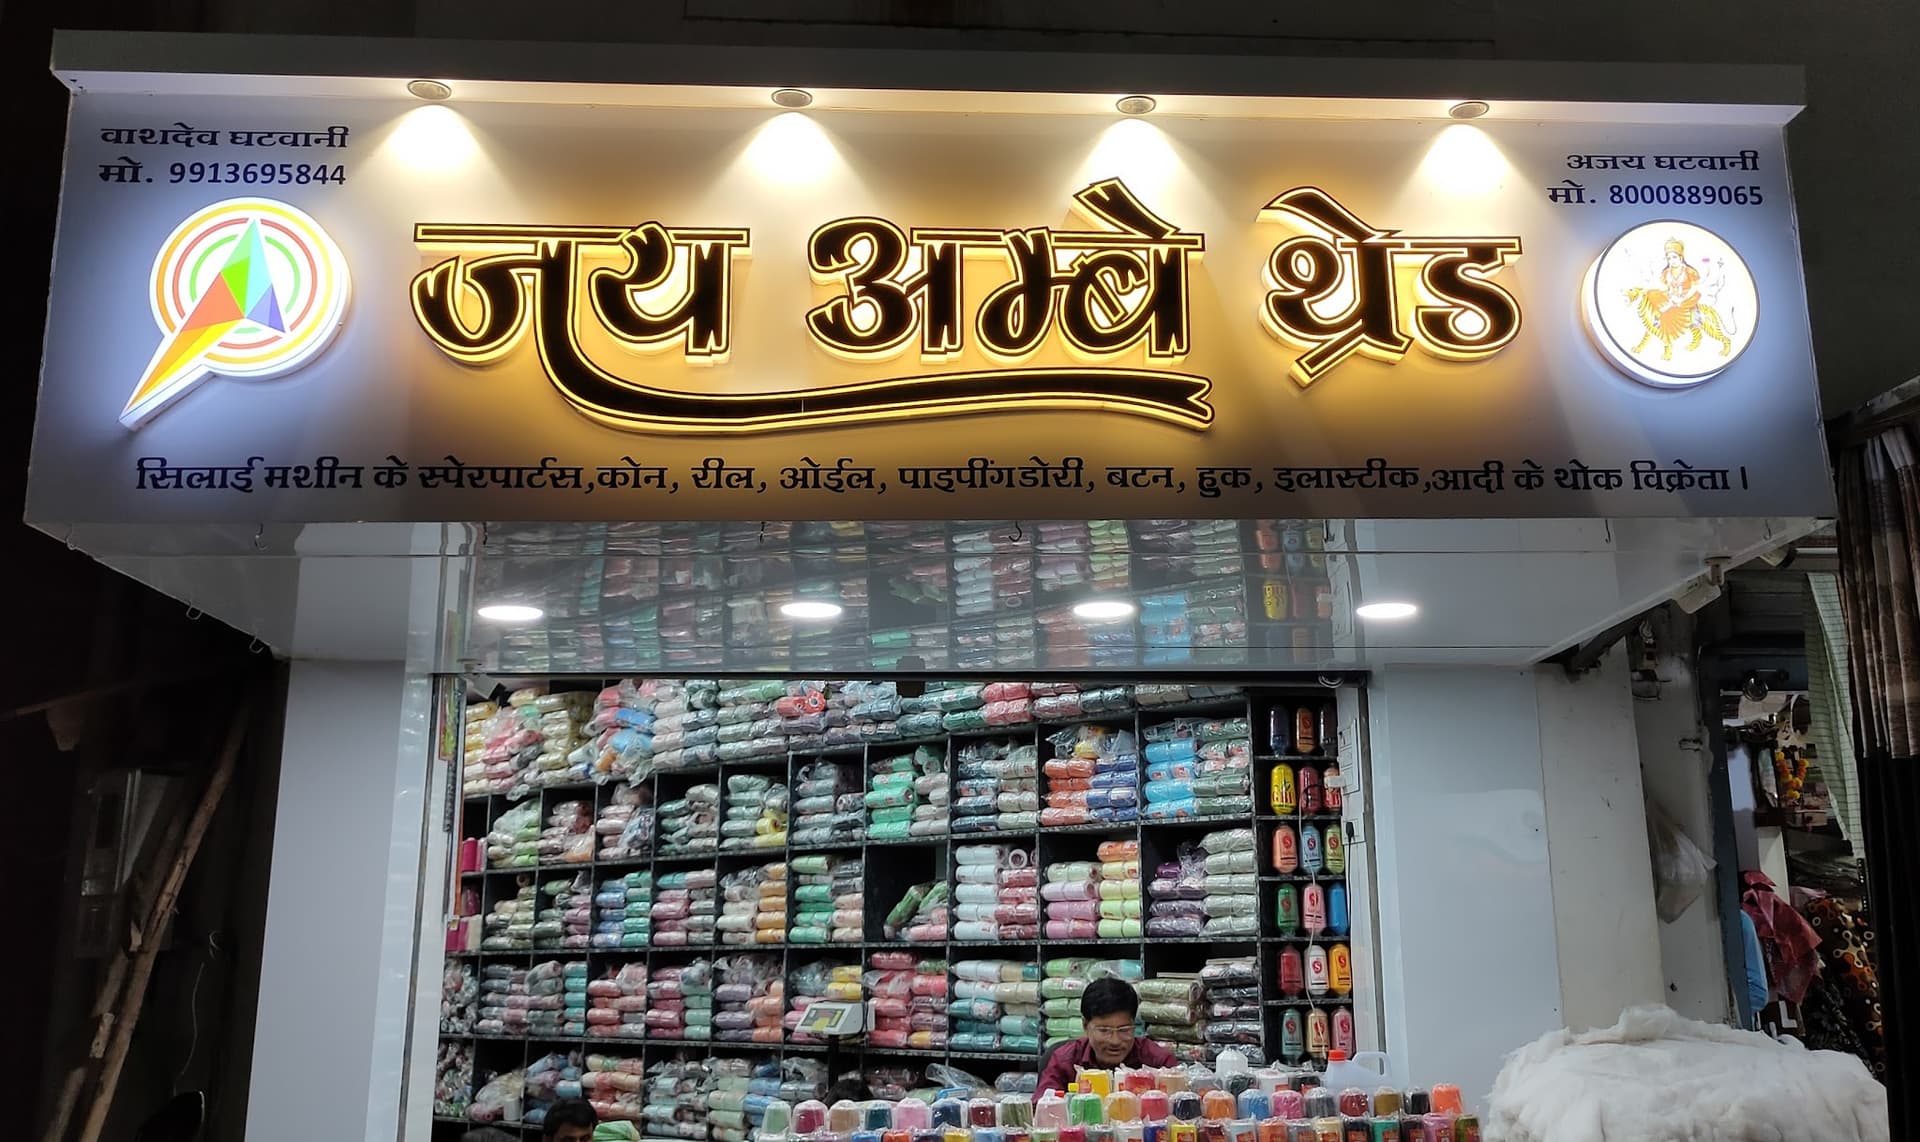 वाशदेव घटवानी
मो. 9913695844
अजय घटवानी
मो. 8000889065
जय अम्बे थ्रेड
सिलाई मशीन के स्पेरपार्टस,कोन, रील, ओईल, पाइपींगडोरी, बटन, हुक, इलास्टीक,आदी के थोक विक्रेता।